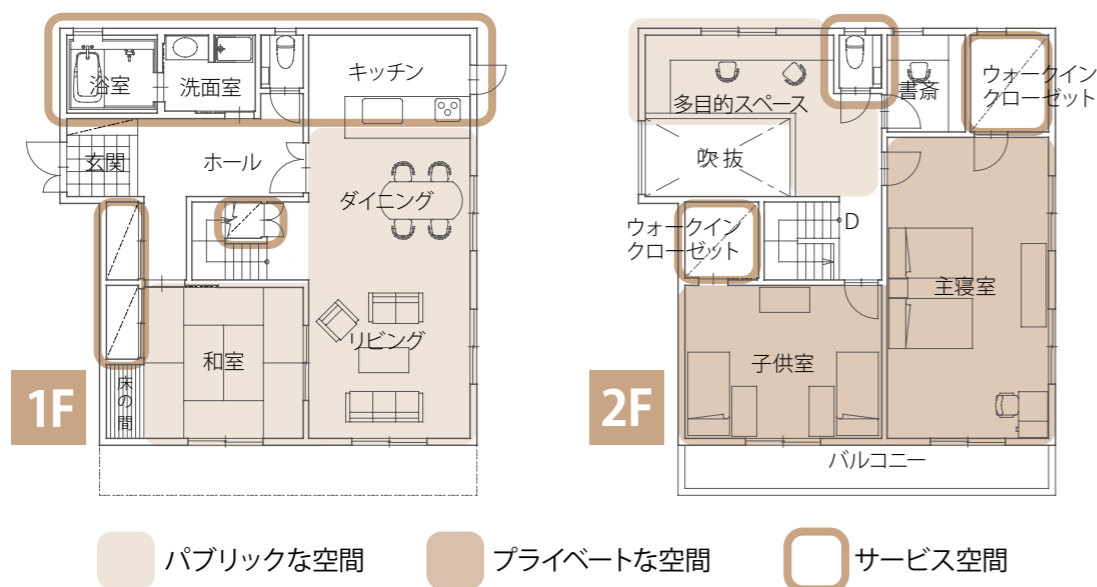 浴室
洗面室
キッチン
玄関
ホール
ダイニング
リビング
和室
床の間
1F
多目的スペース
書斎
ウォークイン
クローゼット
吹抜
ウォークイン
クローゼット
D
主寝室
子供室
2F
バルコニー
パブリックな空間
プライベートな空間
サービス空間